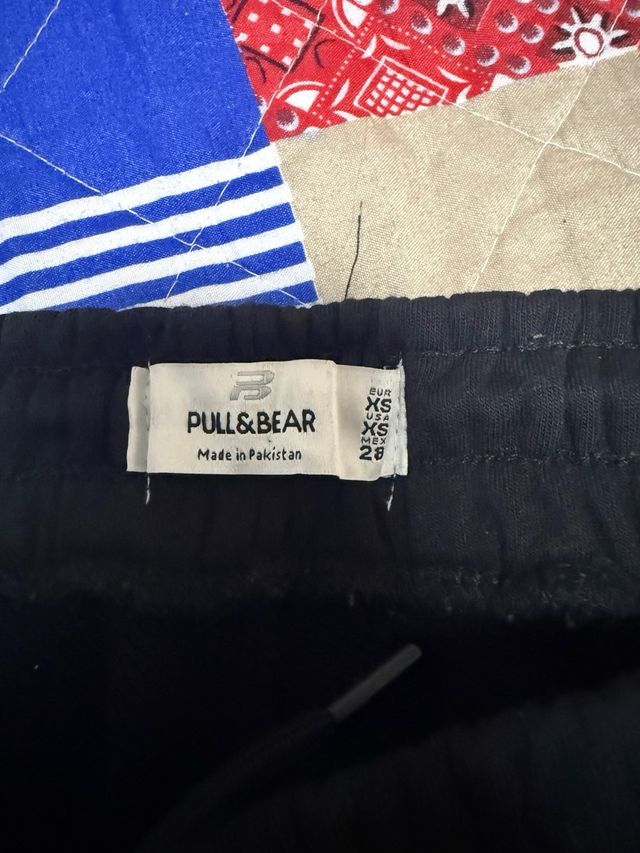 PULL&BEAR
Made in Pakistan
EUR
XS
USA
XS
MEX
28